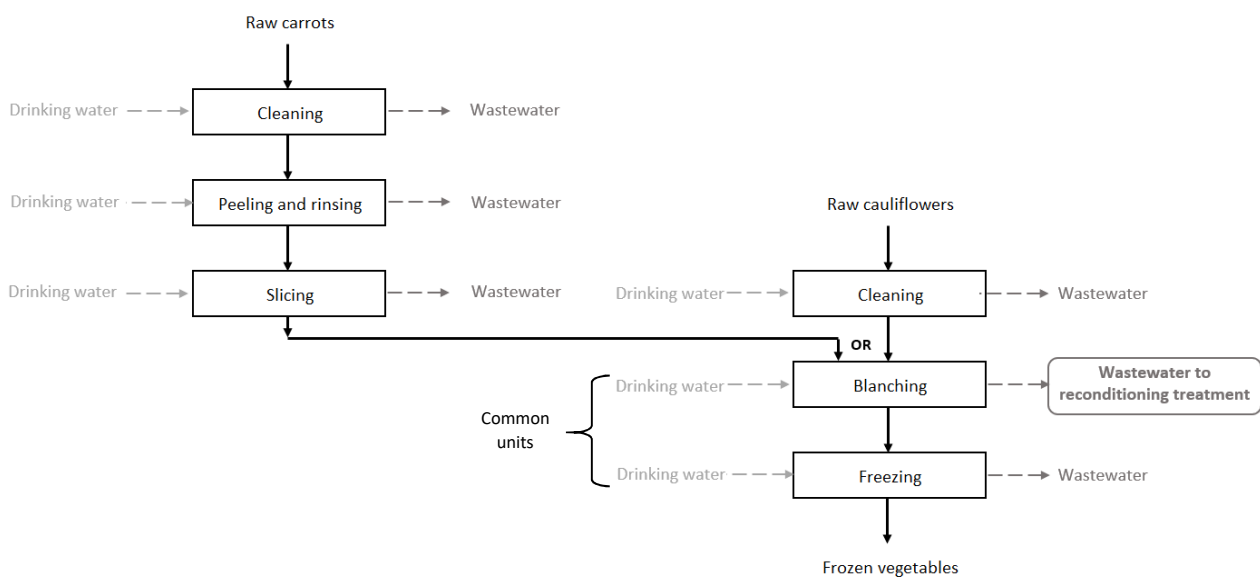 Raw carrots
Drinking water
Cleaning
Wastewater
Drinking water
Peeling and rinsing
Wastewater
Raw cauliflowers
Drinking water
Slicing
Wastewater
Drinking water
Cleaning
Wastewater
OR
Common
units
Drinking water
Blanching
Wastewater to
reconditioning treatment
Drinking water
Freezing
Wastewater
Frozen vegetables